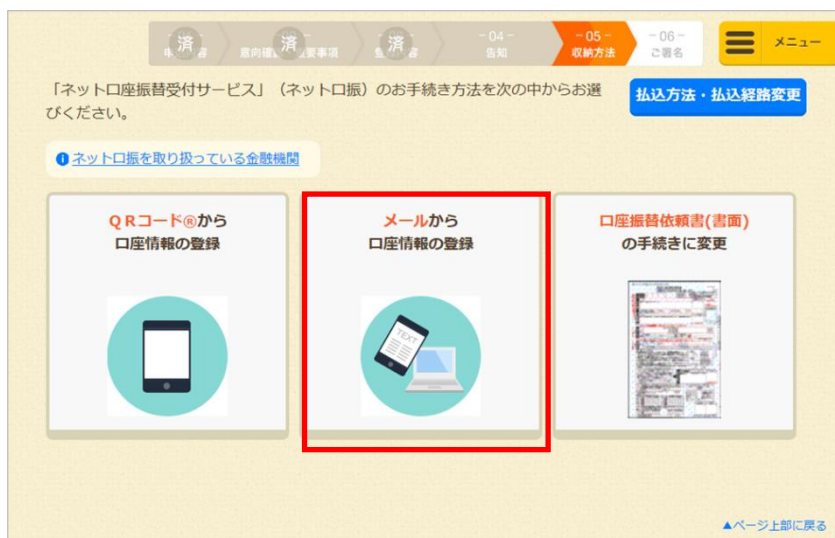 済
済
済
-04-
告知
-05-
収納方法
-06-
ご署名
メニュー
「ネット口座振替受付サービス」（ネット口振）のお手続き方法を次の中からお選
びください。
払込方法・払込経路変更
ネット口振を取り扱っている金融機関
QRコード®から
口座情報の登録
メールから
口座情報の登録
口座振替依頼書(書面)
の手続きに変更
TEXT
▲ページ上部に戻る